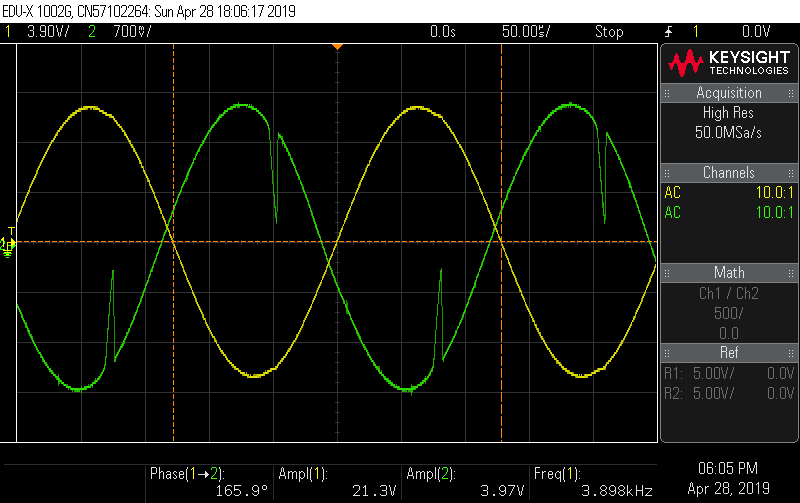 EDU-X 1002G, CN57102264: Sun Apr 28 18:06:17 2019
1 3.90V/ 2 700mV/ 0.0s 50.00us/ Stop 1 0.0V
KEYSIGHT
TECHNOLOGIES
Acquisition
High Res
50.0MSa/s
Channels
AC 10.0:1
AC 10.0:1
Math
Ch1 / Ch2
500/
0.0
Ref
R1: 5.00V/ 0.0V
R2: 5.00V/ 0.0V
T
Phase(1→2): Ampl(1): Ampl(2): Freq(1):
165.9° 21.3V 3.97V 3.898kHz
06:05 PM
Apr 28, 2019